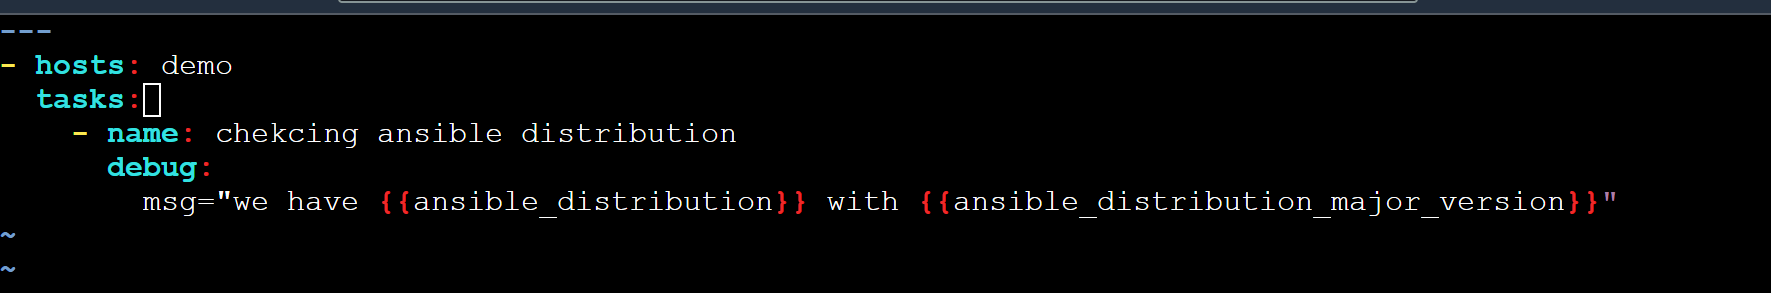 ---
- hosts: demo
  tasks:
    - name: chekcing ansible distribution
      debug:
        msg="we have {{ansible_distribution}} with {{ansible_distribution_major_version}}"
~
~